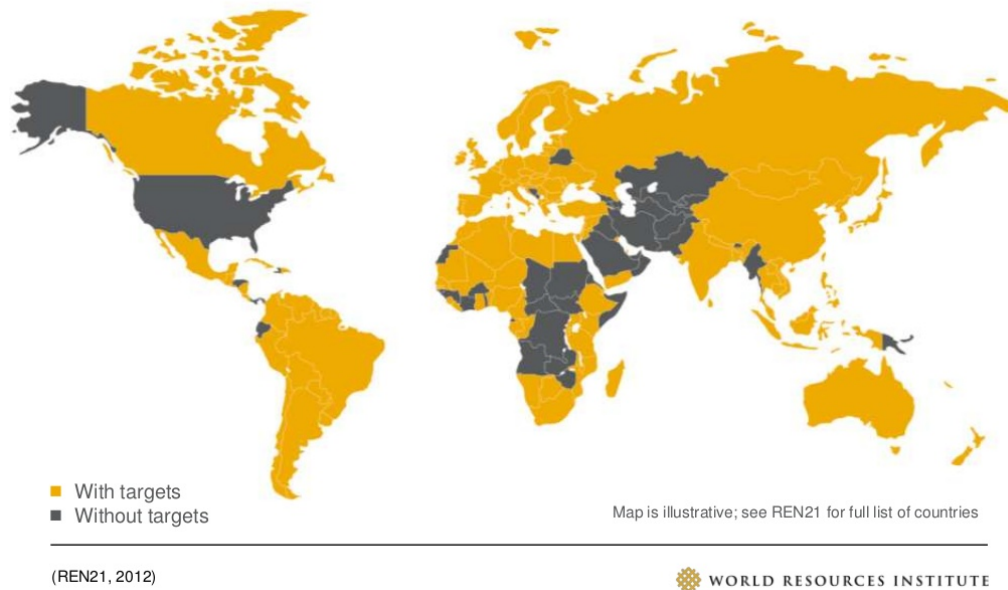 With targets
Without targets
Map is illustrative; see REN21 for full list of countries
(REN21, 2012)
WORLD RESOURCES INSTITUTE